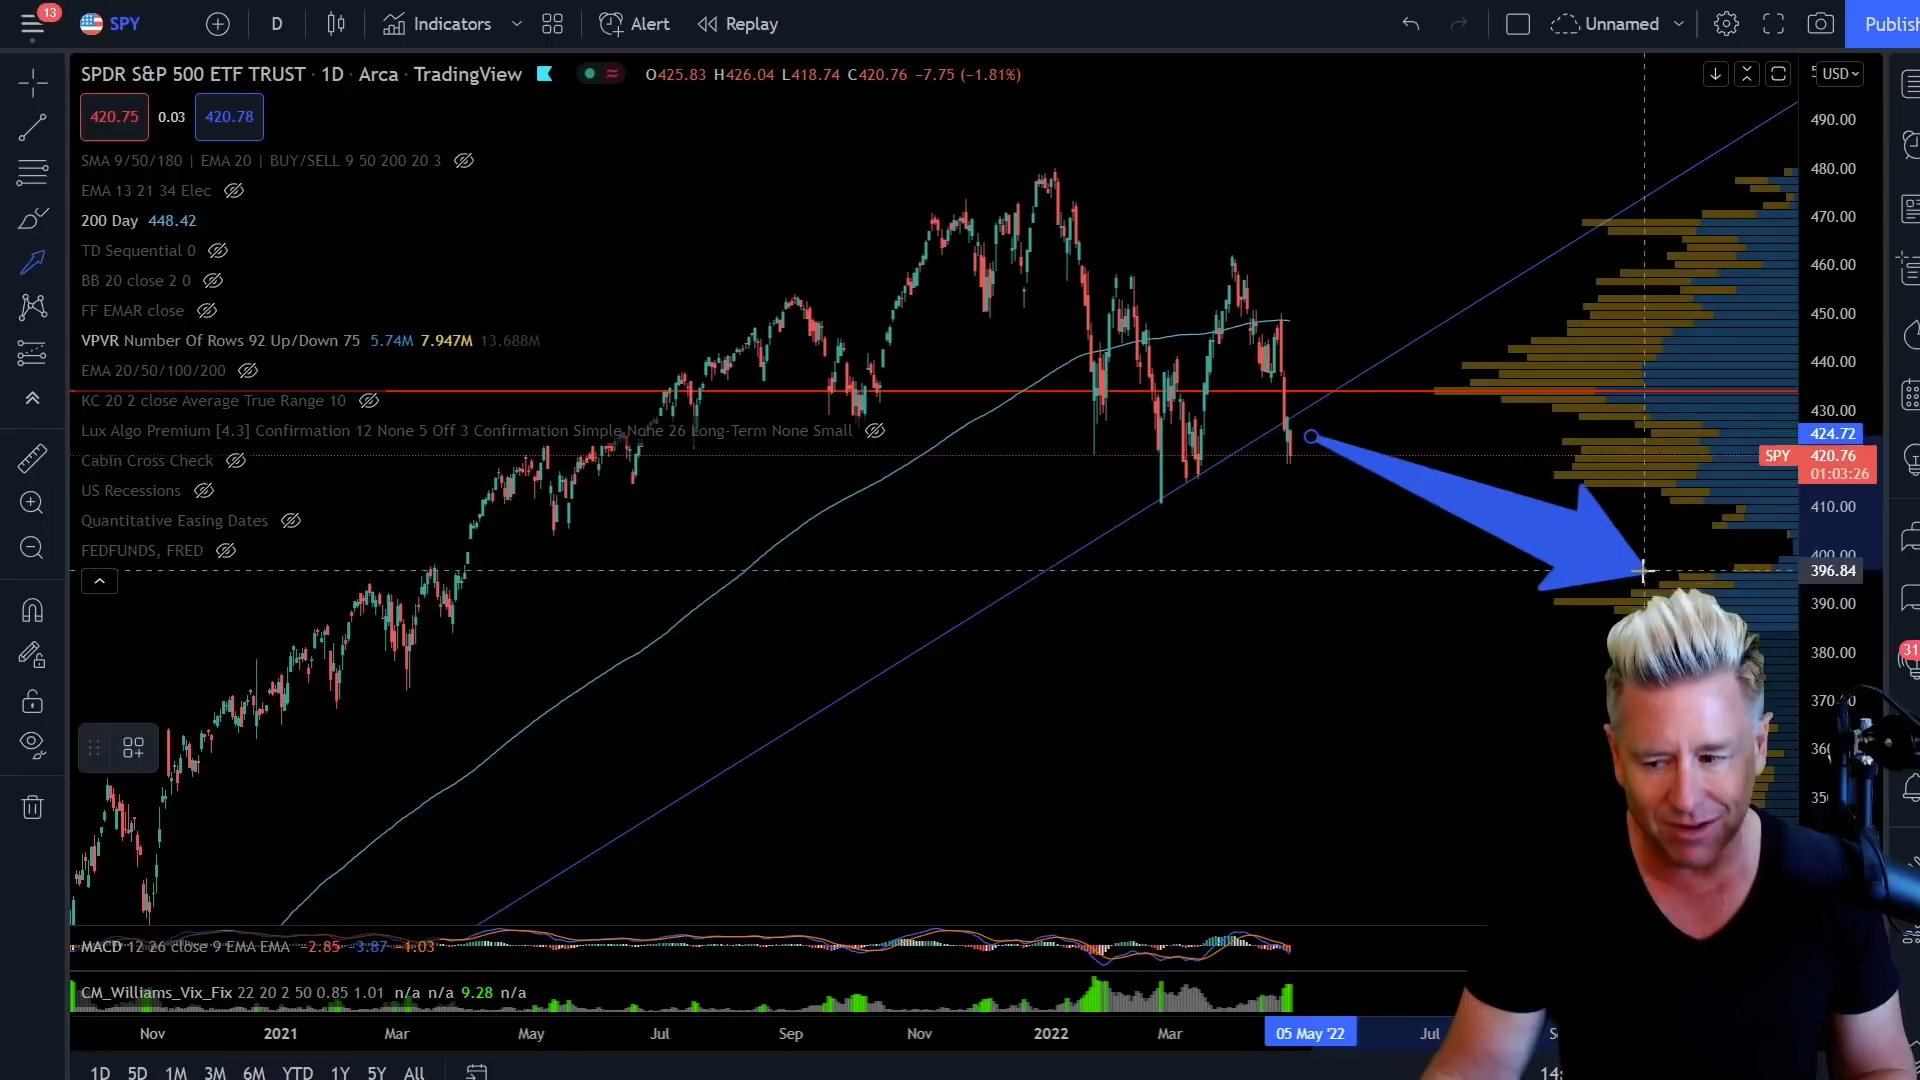 13
SPY
D
Indicators
Alert
Replay
Unnamed
Publish
SPDR S&P 500 ETF TRUST · 1D · Arca · TradingView
O425.83 H426.04 L418.74 C420.76 −7.75 (−1.81%)
USD
420.75 0.03 420.78
SMA 9/50/180 | EMA 20 | BUY/SELL 9 50 200 20 3
EMA 13 21 34 Elec
200 Day 448.42
TD Sequential 0
BB 20 close 2 0
FF EMAR close
VPVR Number Of Rows 92 Up/Down 75 5.74M 7.947M 13.688M
EMA 20/50/100/200
KC 20 2 close Average True Range 10
Lux Algo Premium [4.3] Confirmation 12 None 5 Off 3 Confirmation Simple None 26 Long-Term None Small
Cabin Cross Check
US Recessions
Quantitative Easing Dates
FEDFUNDS, FRED
490.00
480.00
470.00
460.00
450.00
440.00
430.00
424.72
SPY 420.76
01:03:26
410.00
400.00
396.84
390.00
380.00
31
MACD 12 26 close 9 EMA EMA −2.85 −3.87 −1.03
CM_Williams_Vix_Fix 22 20 2 50 0.85 1.01 n/a n/a 9.28 n/a
Nov 2021 Mar May Jul Sep Nov 2022 Mar 05 May '22 Jul
1D 5D 1M 3M 6M YTD 1Y 5Y All